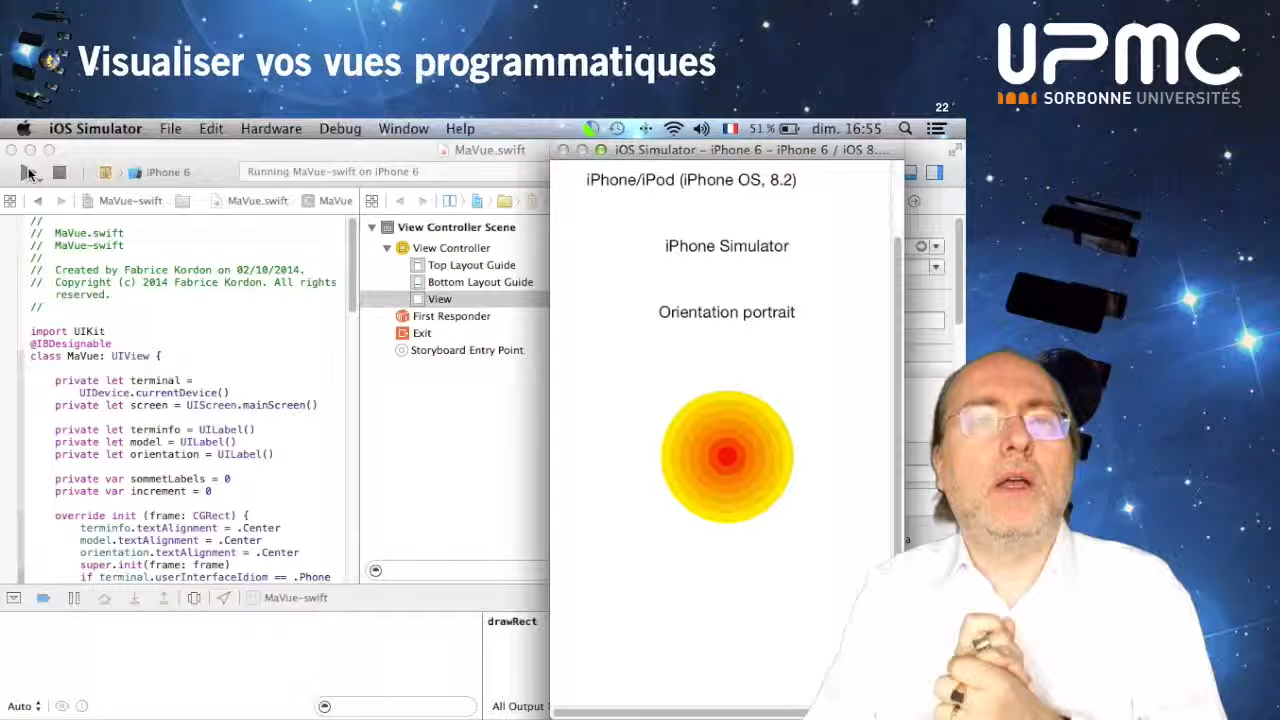 Visualiser vos vues programmatiques
UPMC
SORBONNE UNIVERSITÉS
22
iOS Simulator File Edit Hardware Debug Window Help
51 % dim. 16:55
MaVue.swift
iOS Simulator – iPhone 6 – iPhone 6 / iOS 8....
iPhone 6
Running MaVue-swift on iPhone 6
MaVue-swift
MaVue.swift
MaVue
//
// MaVue.swift
// MaVue-swift
//
// Created by Fabrice Kordon on 02/10/2014.
// Copyright (c) 2014 Fabrice Kordon. All rights
reserved.
//
import UIKit
@IBDesignable
class MaVue: UIView {
private let terminal =
UIDevice.currentDevice()
private let screen = UIScreen.mainScreen()
private let terminfo = UILabel()
private let model = UILabel()
private let orientation = UILabel()
private var sommetLabels = 0
private var increment = 0
override init (frame: CGRect) {
terminfo.textAlignment = .Center
model.textAlignment = .Center
orientation.textAlignment = .Center
super.init(frame: frame)
if terminal.userInterfaceIdiom == .Phone
View Controller Scene
View Controller
Top Layout Guide
Bottom Layout Guide
View
First Responder
Exit
Storyboard Entry Point
iPhone/iPod (iPhone OS, 8.2)
iPhone Simulator
Orientation portrait
MaVue-swift
drawRect
Auto
All Output